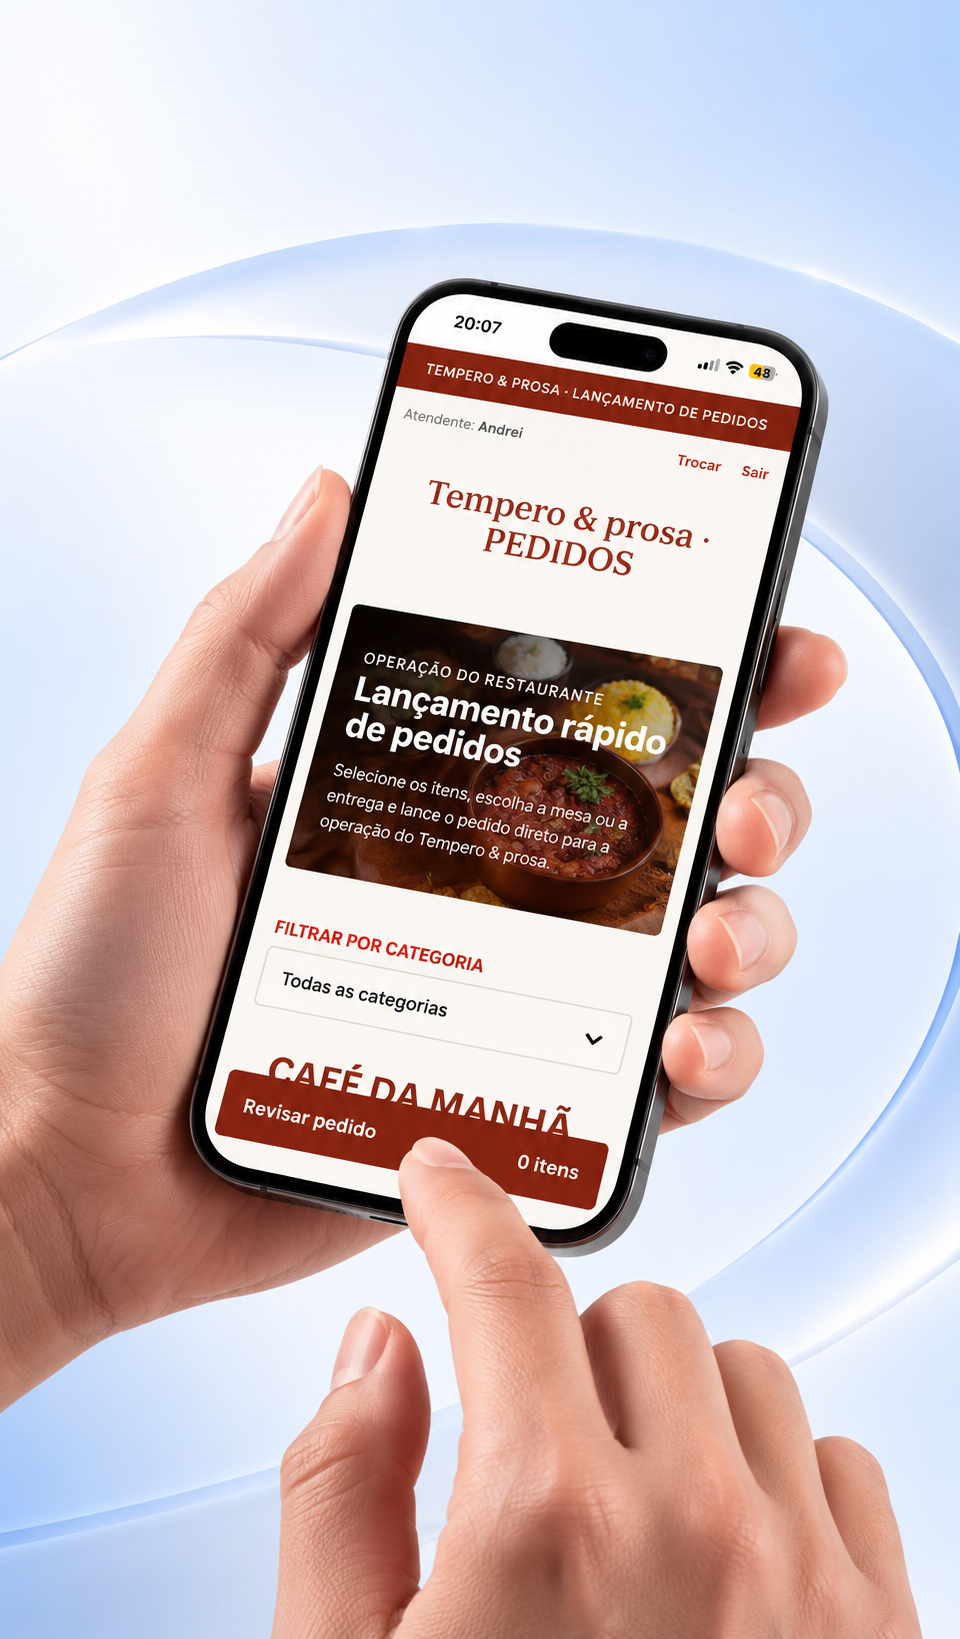 20:07
48
TEMPERO & PROSA · LANÇAMENTO DE PEDIDOS
Atendente: Andrei
Trocar Sair
Tempero & prosa ·
PEDIDOS
OPERAÇÃO DO RESTAURANTE
Lançamento rápido
de pedidos
Selecione os itens, escolha a mesa ou a
entrega e lance o pedido direto para a
operação do Tempero & prosa.
FILTRAR POR CATEGORIA
Todas as categorias
CAFÉ DA MANHÃ
Revisar pedido
0 itens